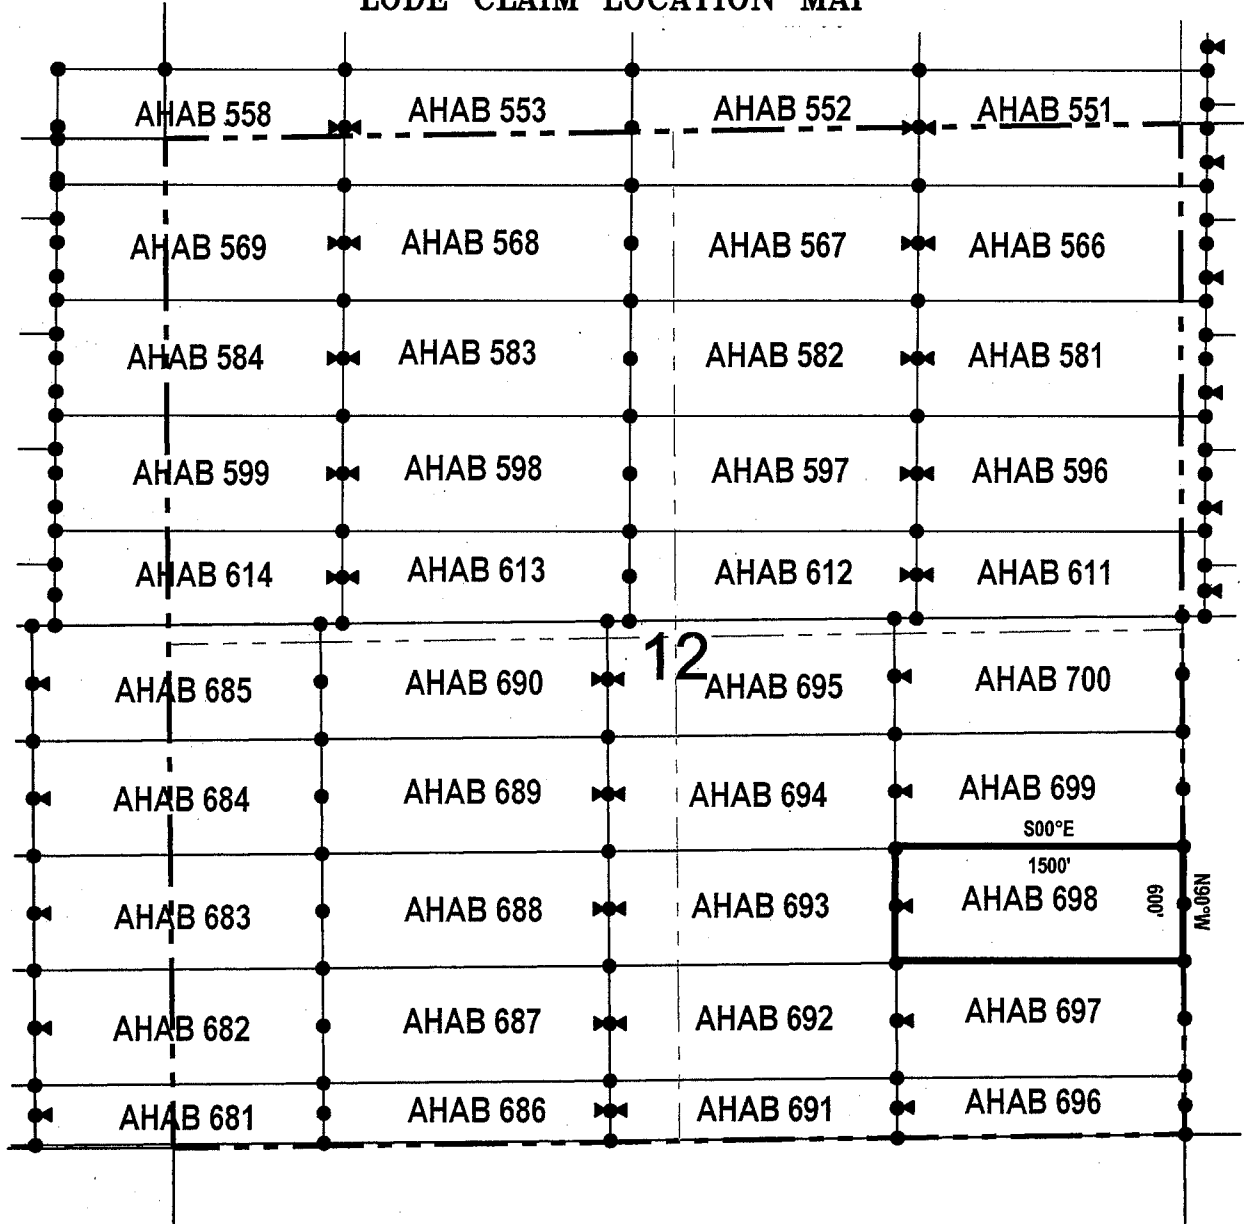 LODE CLAIM LOCATION MAP
AHAB 558 AHAB 553 AHAB 552 AHAB 551
AHAB 569 AHAB 568 AHAB 567 AHAB 566
AHAB 584 AHAB 583 AHAB 582 AHAB 581
AHAB 599 AHAB 598 AHAB 597 AHAB 596
AHAB 614 AHAB 613 AHAB 612 AHAB 611
12
AHAB 685 AHAB 690 AHAB 695 AHAB 700
AHAB 684 AHAB 689 AHAB 694 AHAB 699
S00°E
1500'
AHAB 683 AHAB 688 AHAB 693 AHAB 698 600' N90°W
AHAB 682 AHAB 687 AHAB 692 AHAB 697
AHAB 681 AHAB 686 AHAB 691 AHAB 696